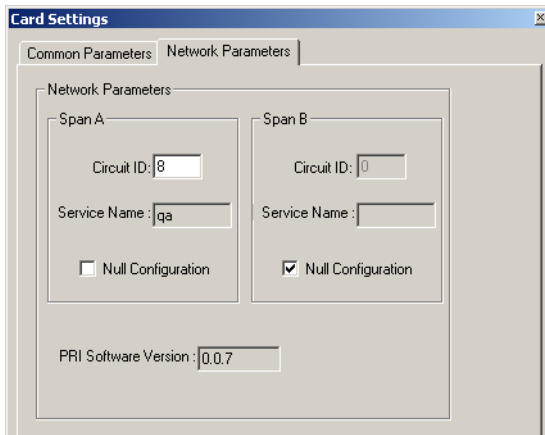 Card Settings
Common Parameters Network Parameters
Network Parameters
Span A Span B
Circuit ID: 8 Circuit ID: 0
Service Name : qa Service Name :
Null Configuration Null Configuration
PRI Software Version : 0.0.7